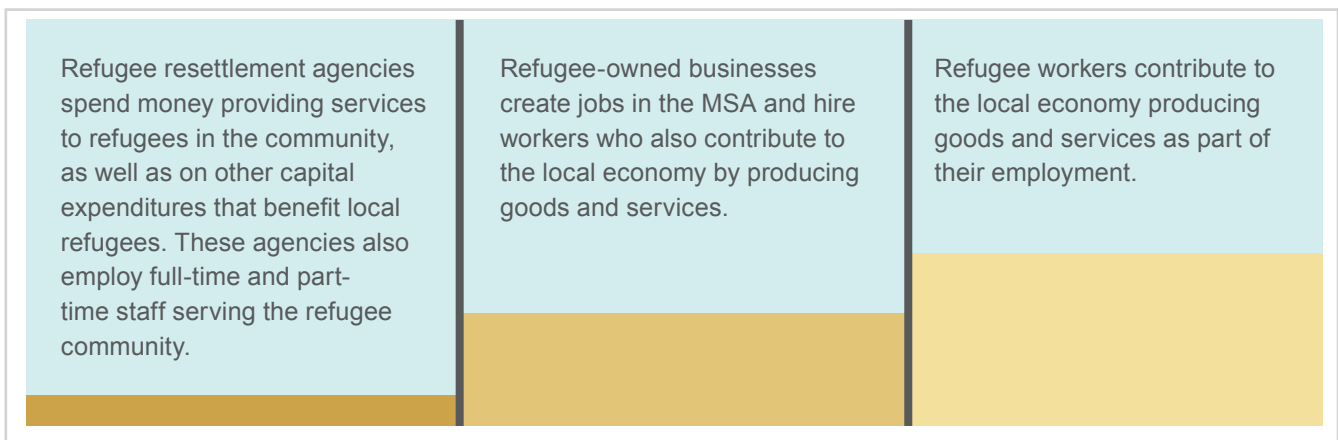 Refugee resettlement agencies
spend money providing services
to refugees in the community,
as well as on other capital
expenditures that benefit local
refugees. These agencies also
employ full-time and part-
time staff serving the refugee
community.
Refugee-owned businesses
create jobs in the MSA and hire
workers who also contribute to
the local economy by producing
goods and services.
Refugee workers contribute to
the local economy producing
goods and services as part of
their employment.